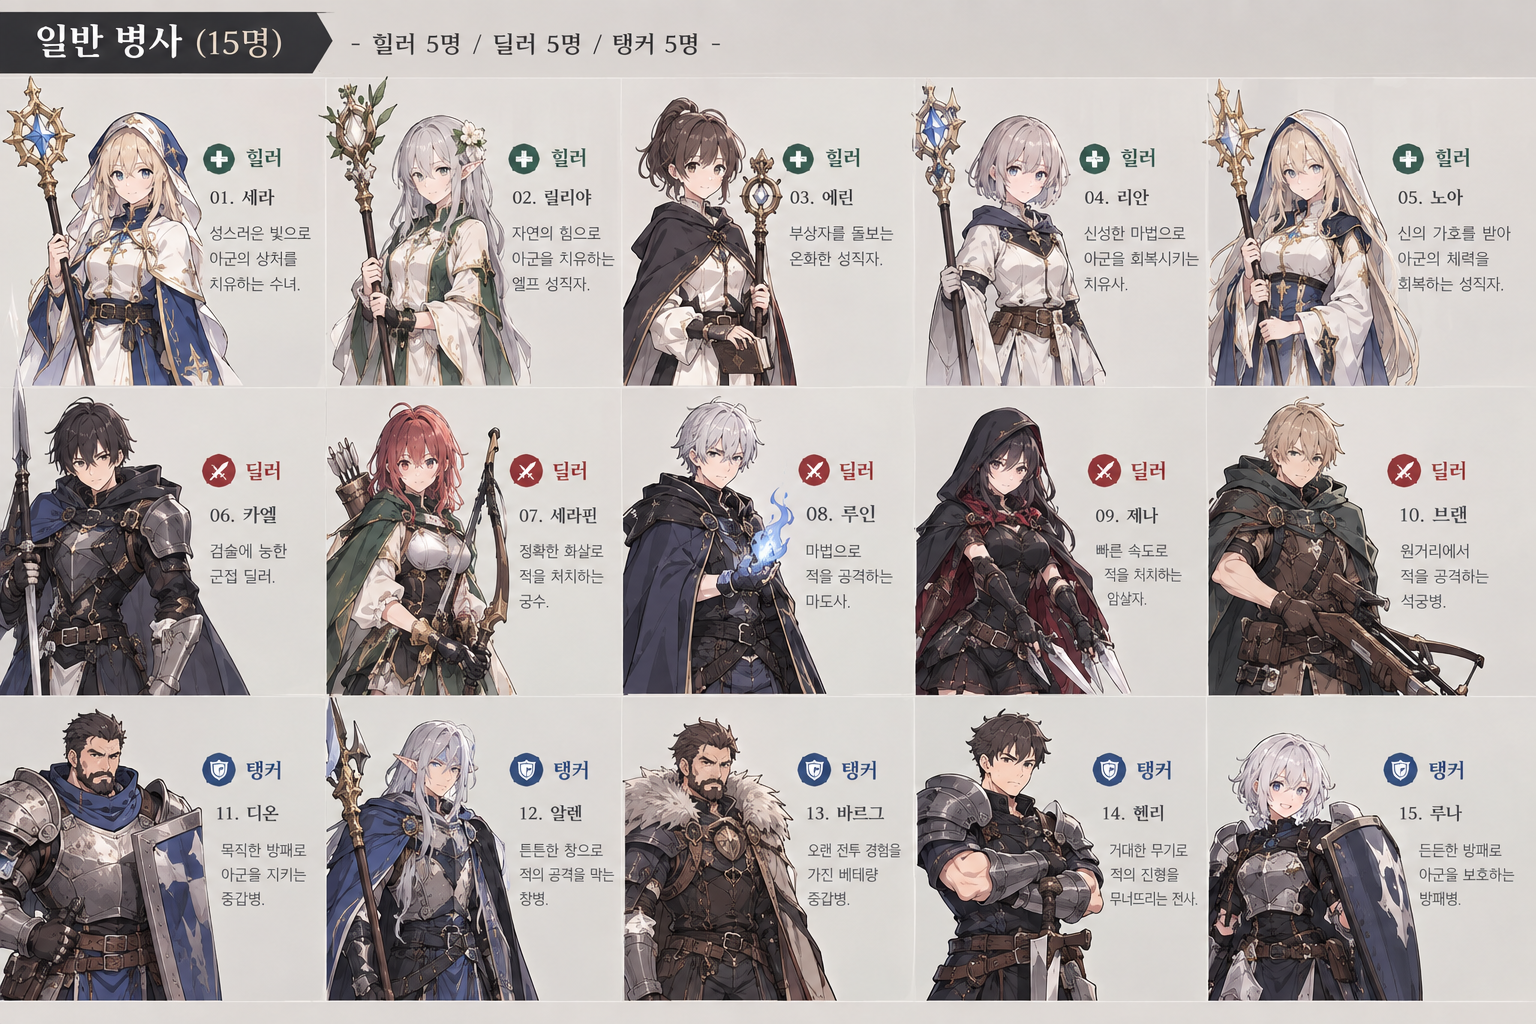 일반 병사 (15명)
- 힐러 5명 / 딜러 5명 / 탱커 5명 -
힐러
01. 세라
성스러운 빛으로
아군의 상처를
치유하는 수녀.
힐러
02. 릴리야
자연의 힘으로
아군을 치유하는
엘프 성직자.
힐러
03. 에린
부상자를 돌보는
온화한 성직자.
힐러
04. 리안
신성한 마법으로
아군을 회복시키는
치유사.
힐러
05. 노아
신의 가호를 받아
아군의 체력을
회복하는 성직자.
딜러
06. 카엘
검술에 능한
군접 딜러.
딜러
07. 세라핀
정확한 화살로
적을 처치하는
궁수.
딜러
08. 루인
마법으로
적을 공격하는
마도사.
딜러
09. 제나
빠른 속도로
적을 처치하는
암살자.
딜러
10. 브랜
원거리에서
적을 공격하는
석궁병.
탱커
11. 디온
묵직한 방패로
아군을 지키는
중갑병.
탱커
12. 알렌
튼튼한 창으로
적의 공격을 막는
창병.
탱커
13. 바르그
오랜 전투 경험을
가진 베테랑
중갑병.
탱커
14. 헨리
거대한 무기로
적의 진형을
무너뜨리는 전사.
탱커
15. 루나
든든한 방패로
아군을 보호하는
방패병.